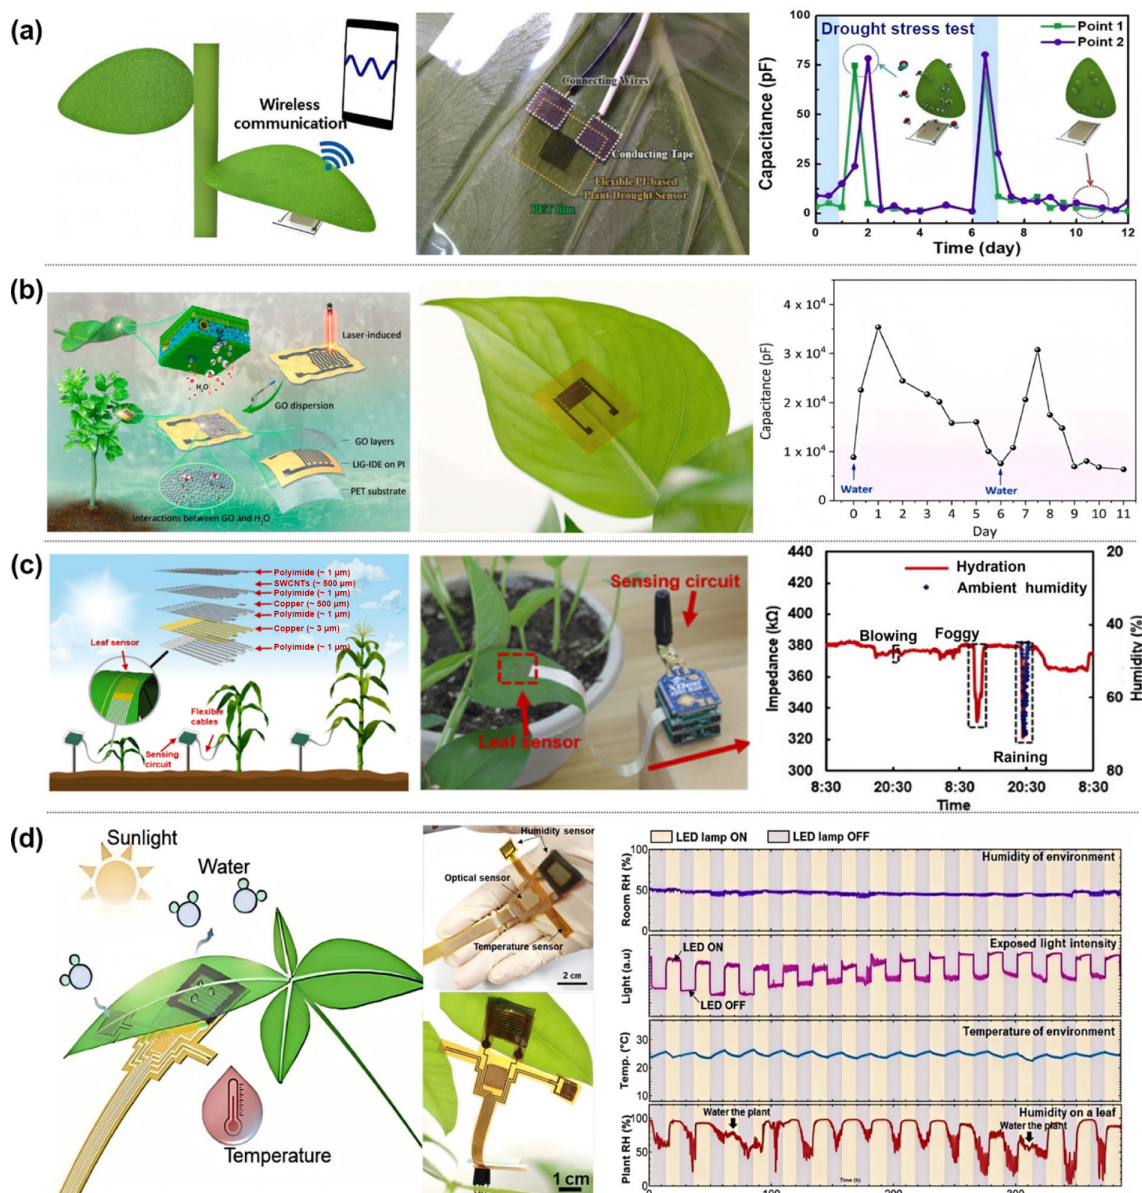 (a)
Wireless
communication
Connecting Wires
Conducting Tape
Flexible PI-based
Plant Drought Sensor
PET film
Drought stress test
Point 1
Point 2
Capacitance (pF)
100
75
50
25
0
0 2 4 6 8 10 12
Time (day)
(b)
Laser-induced
H₂O
GO dispersion
GO layers
LIG-IDE on PI
PET substrate
Interactions between GO and H₂O
Capacitance (pF)
4 x 10⁴
3 x 10⁴
2 x 10⁴
1 x 10⁴
0
Water
Water
0 1 2 3 4 5 6 7 8 9 10 11
Day
(c)
Polyimide (~ 1 μm)
SWCNTs (~ 500 μm)
Polyimide (~ 1 μm)
Copper (~ 500 μm)
Polyimide (~ 1 μm)
Copper (~ 3 μm)
Polyimide (~ 1 μm)
Leaf sensor
Flexible
cables
Sensing
circuit
Sensing circuit
Leaf sensor
Hydration
Ambient humidity
Blowing
Foggy
Raining
Impedance (kΩ)
440
420
400
380
360
340
320
300
Humidity (%)
20
40
60
80
8:30 20:30 8:30 20:30 8:30
Time
(d)
Sunlight
Water
Temperature
Humidity sensor
Optical sensor
Temperature sensor
2 cm
1 cm
LED lamp ON
LED lamp OFF
Humidity of environment
Room RH (%)
100
50
0
Exposed light intensity
Light (a.u)
LED ON
LED OFF
Temperature of environment
Temp. (°C)
30
20
10
Humidity on a leaf
Water the plant
Water the plant
Plant RH (%)
100
50
0
Time (h)
0 100 200 300